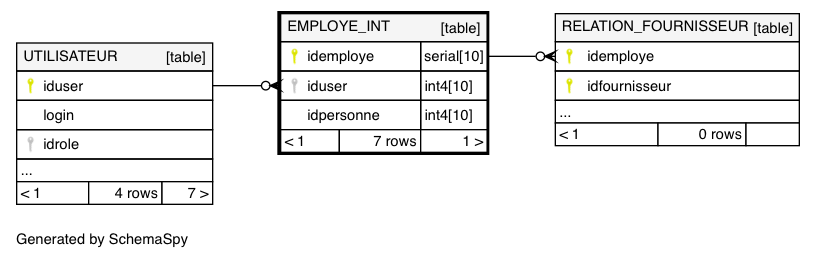 UTILISATEUR [table]
iduser
login
idrole
...
< 1 4 rows 7 >
EMPLOYE_INT [table]
idemploye serial[10]
iduser int4[10]
idpersonne int4[10]
< 1 7 rows 1 >
RELATION_FOURNISSEUR [table]
idemploye
idfournisseur
...
< 1 0 rows
Generated by SchemaSpy